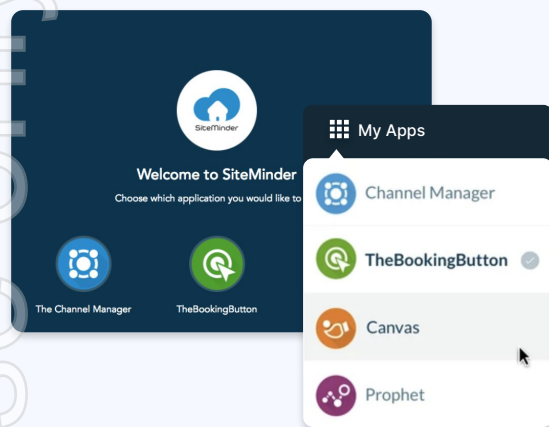 SiteMinder
Welcome to SiteMinder
Choose which application you would like to
The Channel Manager
TheBookingButton
My Apps
Channel Manager
TheBookingButton
Canvas
Prophet